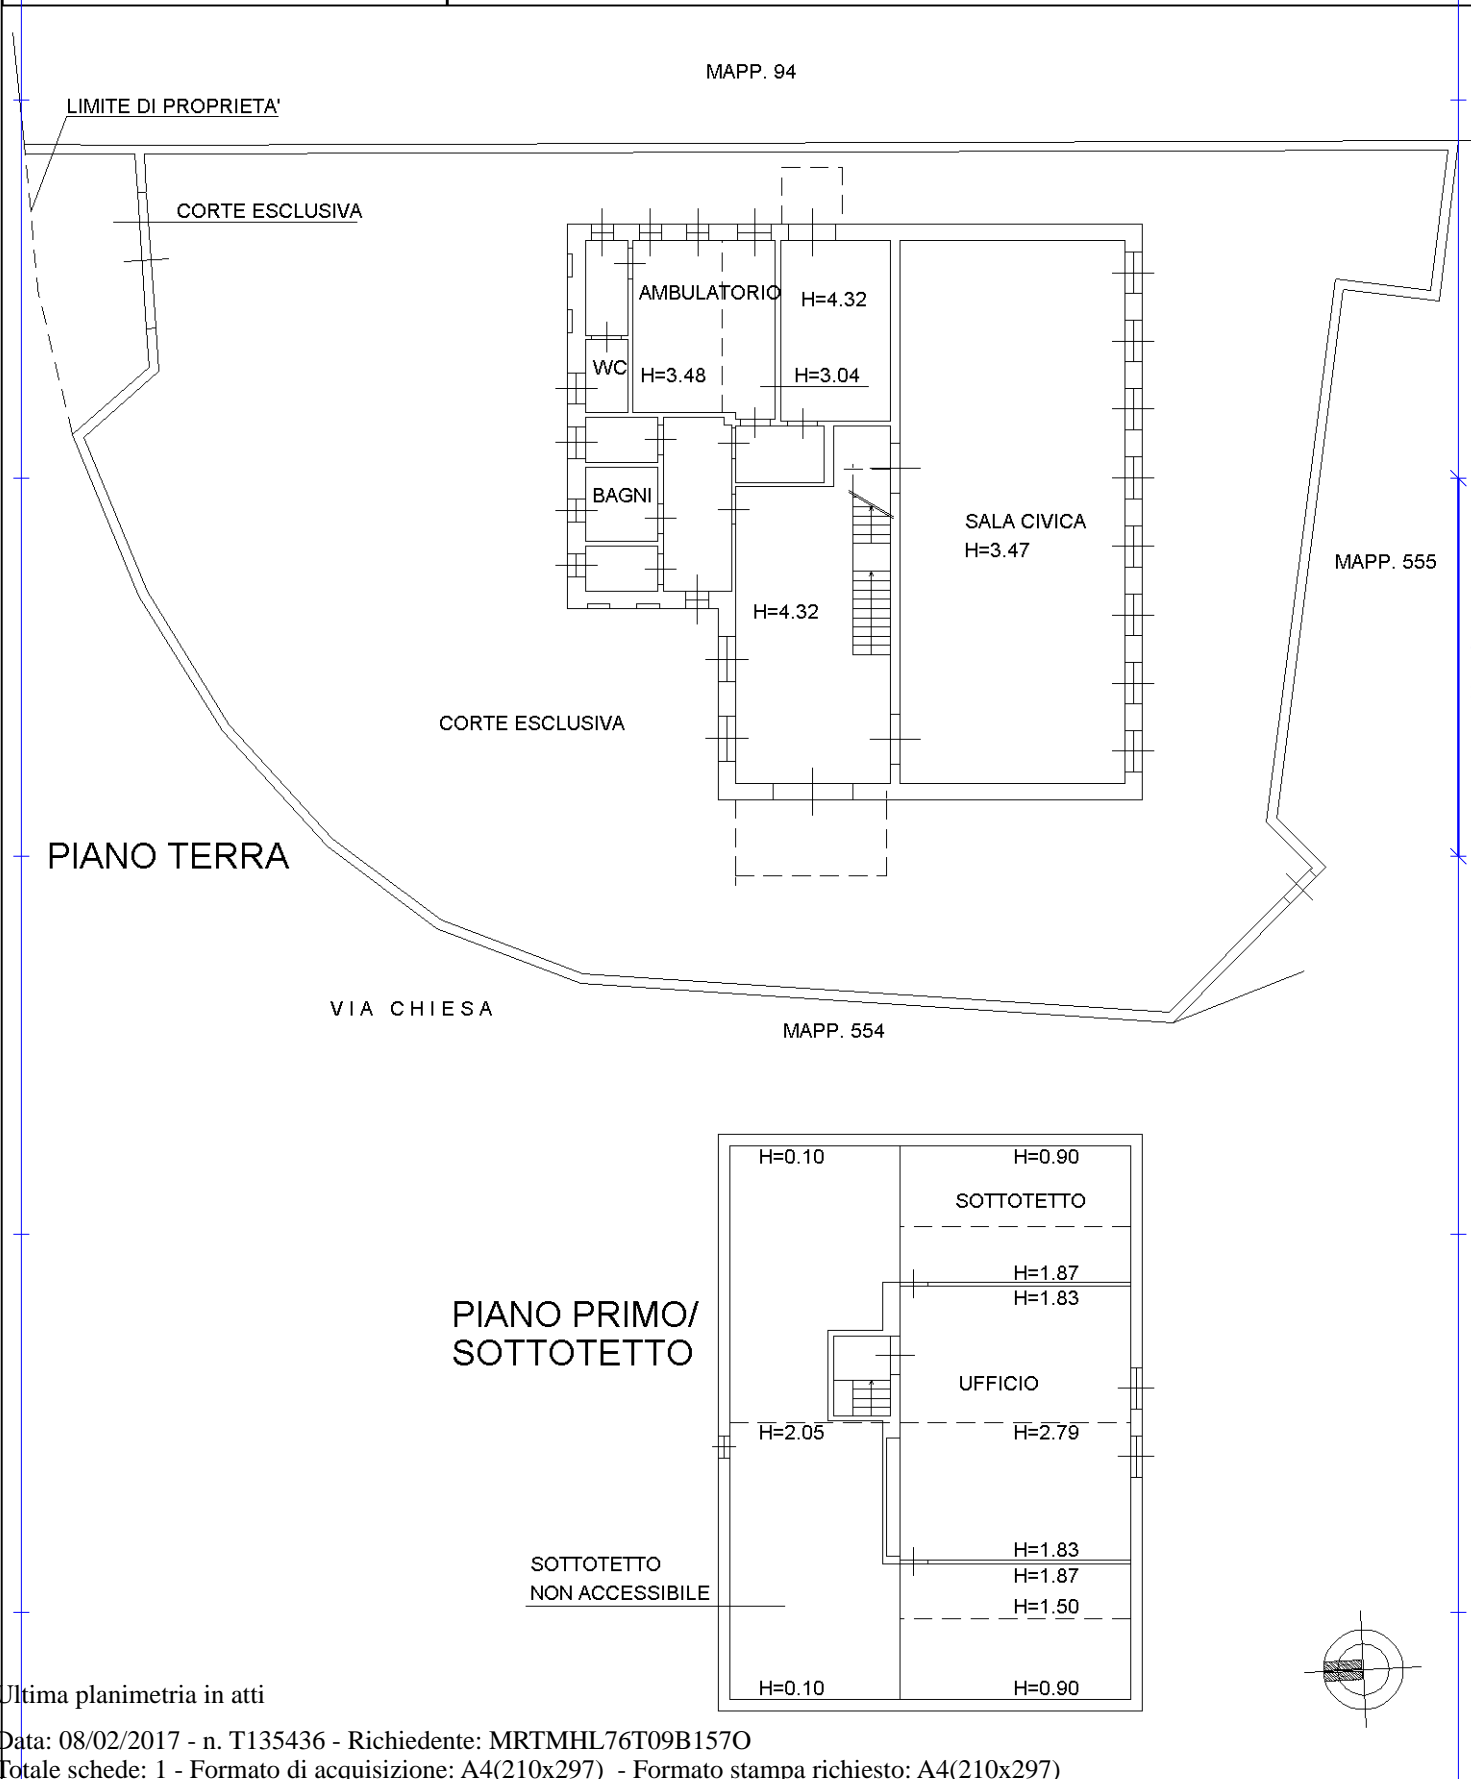 MAPP. 94
LIMITE DI PROPRIETA'
CORTE ESCLUSIVA
AMBULATORIO
H=4.32
WC
H=3.48
H=3.04
BAGNI
SALA CIVICA
H=3.47
MAPP. 555
H=4.32
CORTE ESCLUSIVA
PIANO TERRA
VIA CHIESA
MAPP. 554
H=0.10
H=0.90
SOTTOTETTO
H=1.87
H=1.83
PIANO PRIMO/
SOTTOTETTO
UFFICIO
H=2.05
H=2.79
H=1.83
H=1.87
H=1.50
SOTTOTETTO
NON ACCESSIBILE
H=0.10
H=0.90
Ultima planimetria in atti
Data: 08/02/2017 - n. T135436 - Richiedente: MRTMHL76T09B157O
Totale schede: 1 - Formato di acquisizione: A4(210x297) - Formato stampa richiesto: A4(210x297)